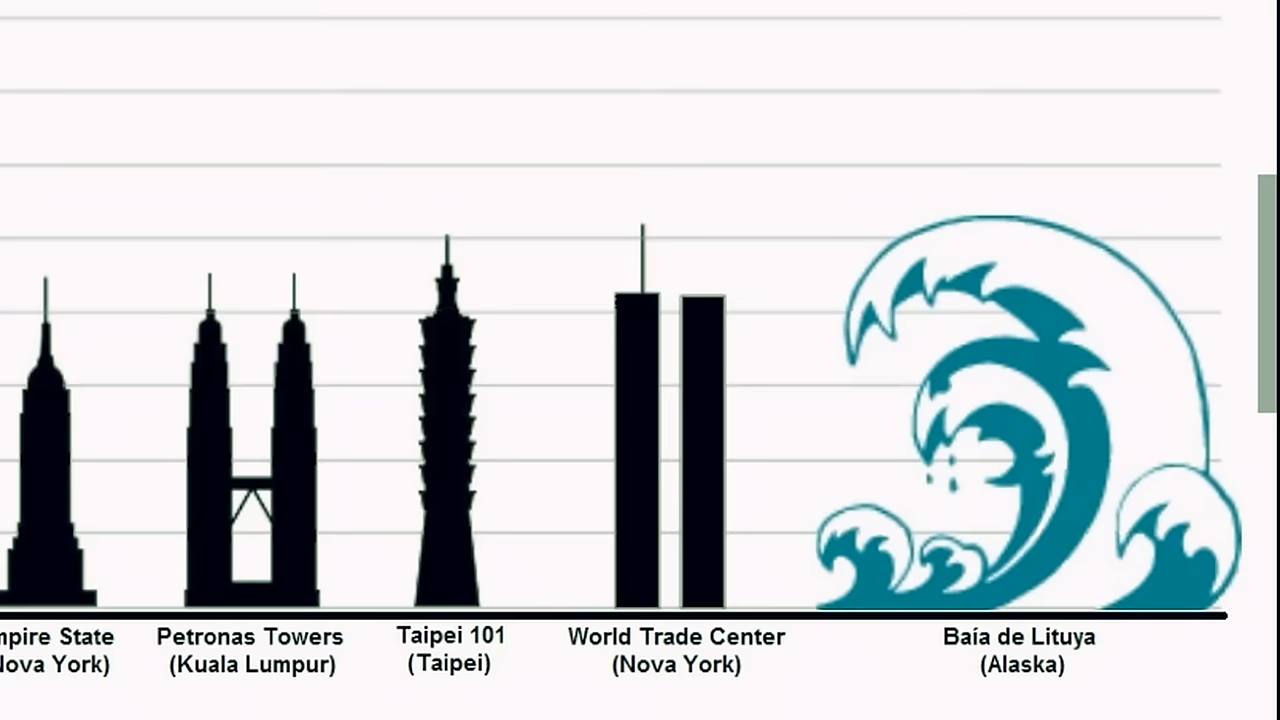 mpire State
Nova York)
Petronas Towers
(Kuala Lumpur)
Taipei 101
(Taipei)
World Trade Center
(Nova York)
Baía de Lituya
(Alaska)